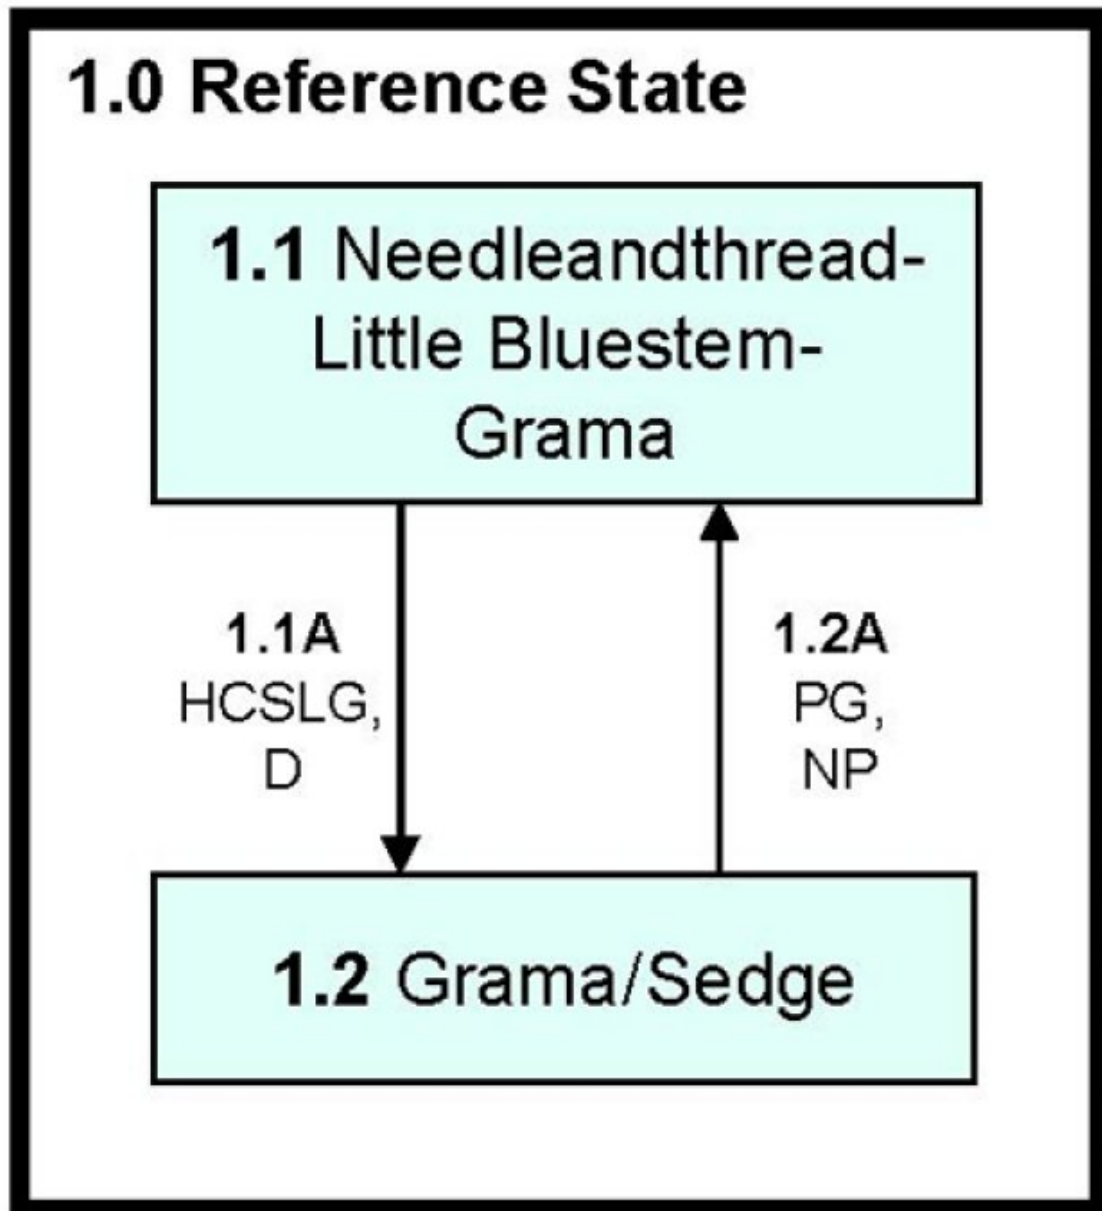 1.0 Reference State
1.1 Needleandthread-
Little Bluestem-
Grama
1.1A
HCSLG,
D
1.2A
PG,
NP
1.2 Grama/Sedge